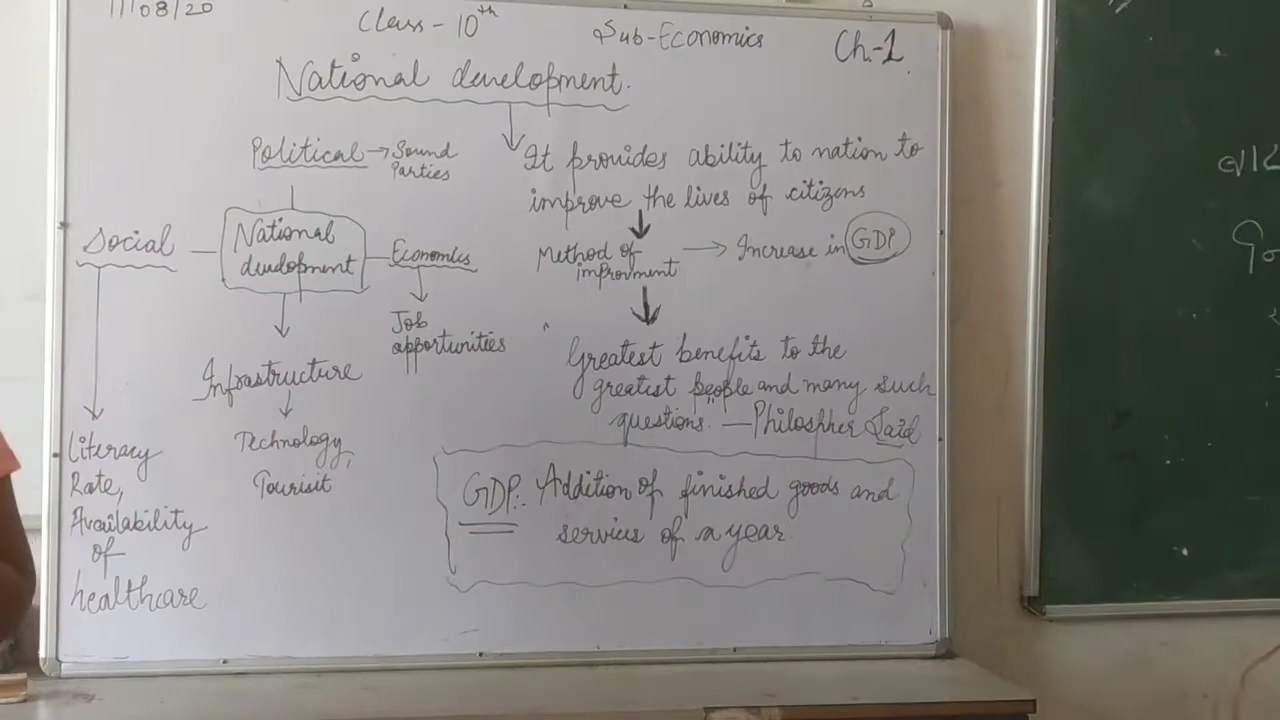 11/08/20
Class - 10th
Sub-Economics
Ch.-1.
National development.
Political → Sound
Parties
Social
National
development
Economics
Job
opportunities
Infrastructure
Technology,
Tourisit
Literacy
Rate,
Availability
of
healthcare
It provides ability to nation to
improve the lives of citizens
Method of
improvment → Increase in GDP
Greatest benefits to the
greatest people and many such
questions." — Philospher Said
GDP:. Addition of finished goods and
services of a year.